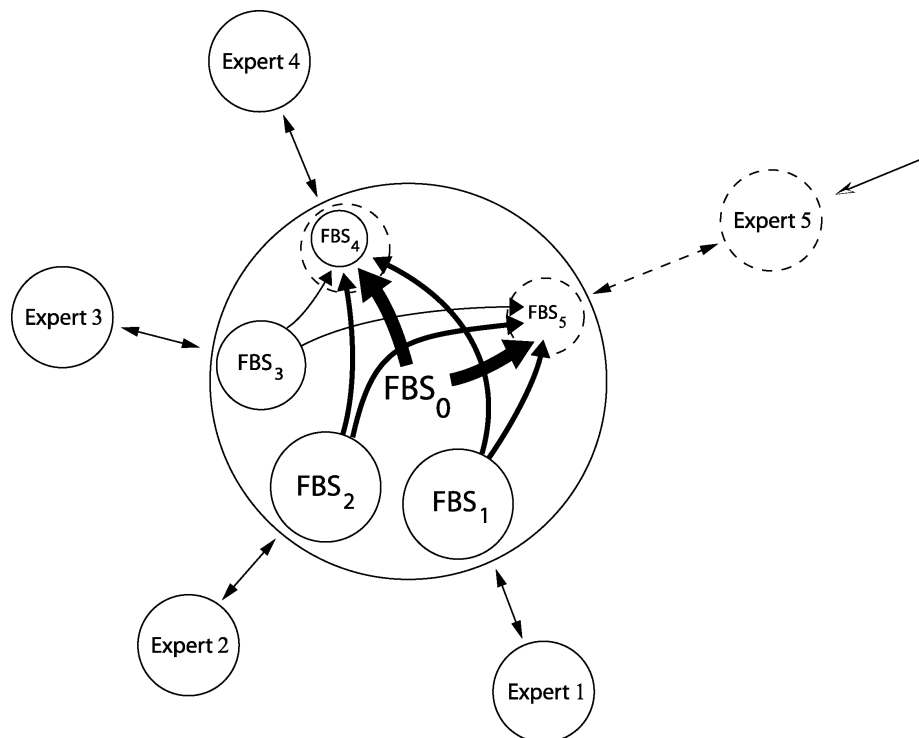 Expert 4
Expert 5
FBS4
FBS5
Expert 3
FBS3
FBS0
FBS2
FBS1
Expert 2
Expert 1